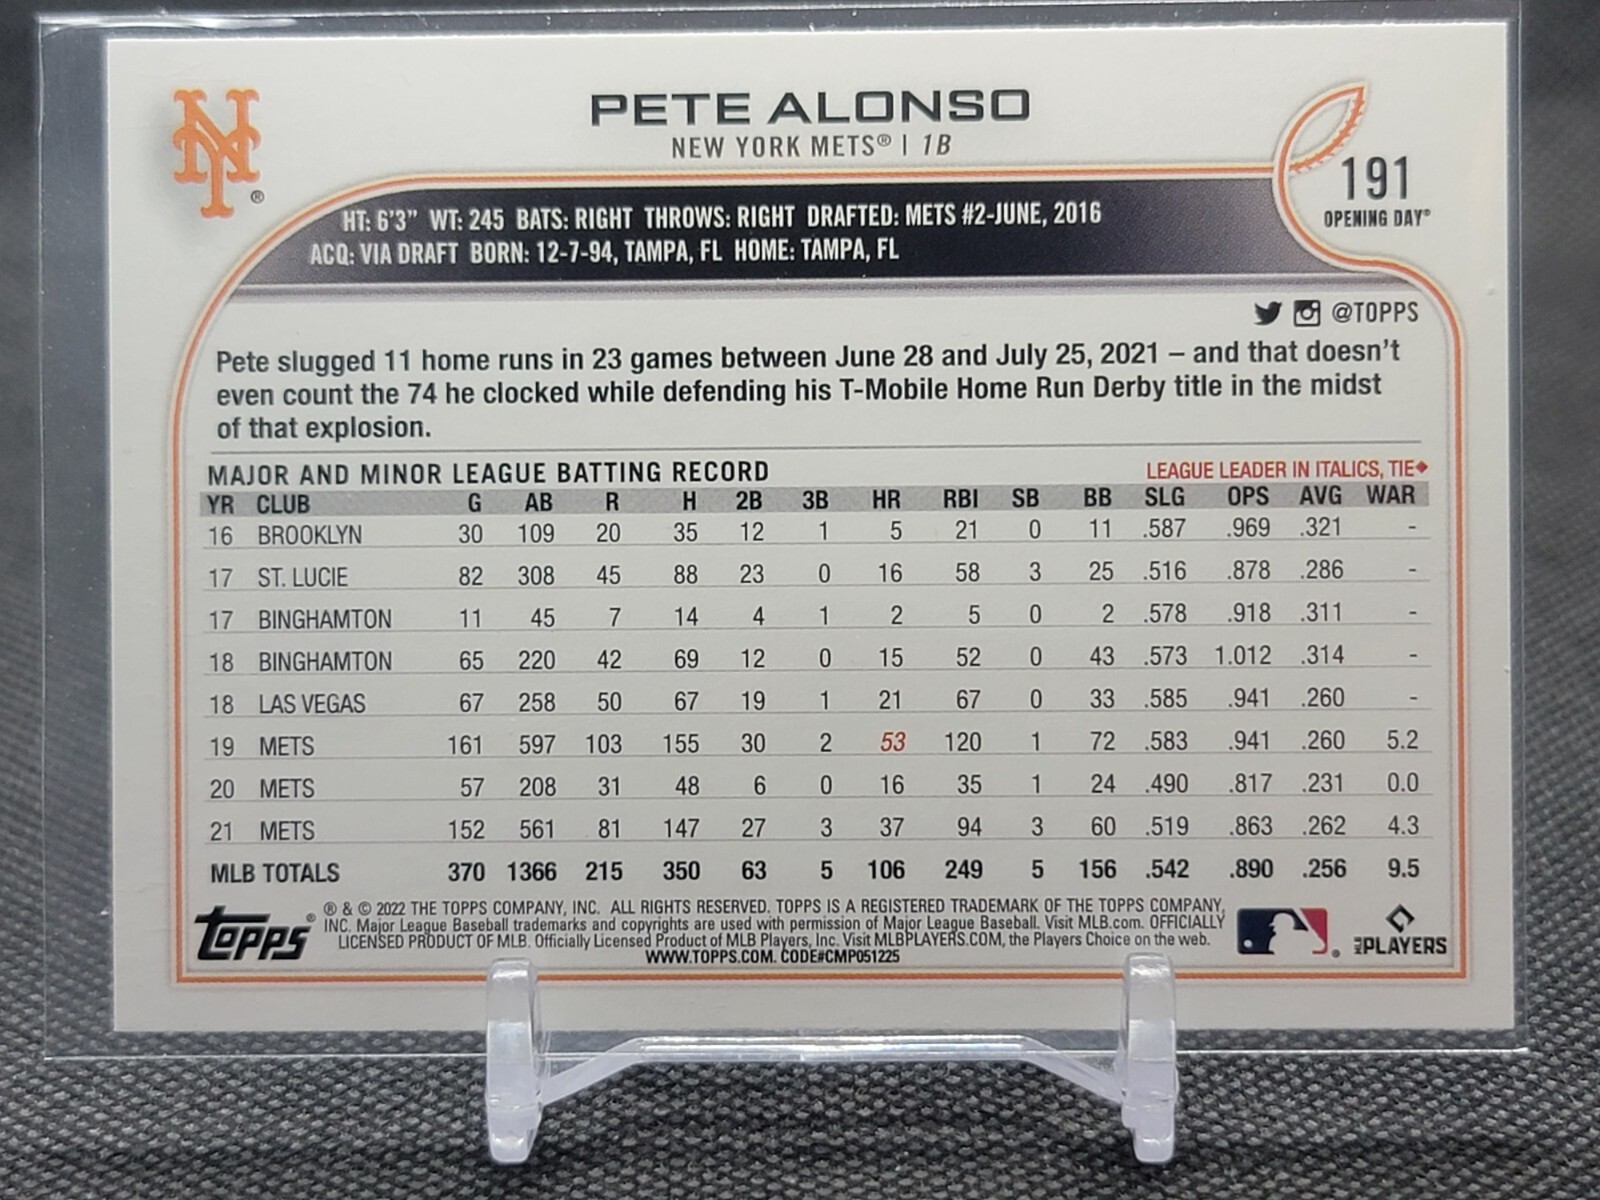 NY ®
PETE ALONSO
NEW YORK METS® | 1B
191
OPENING DAY®
HT: 6'3" WT: 245 BATS: RIGHT THROWS: RIGHT DRAFTED: METS #2-JUNE, 2016
ACQ: VIA DRAFT BORN: 12-7-94, TAMPA, FL HOME: TAMPA, FL
@TOPPS
Pete slugged 11 home runs in 23 games between June 28 and July 25, 2021 – and that doesn't
even count the 74 he clocked while defending his T-Mobile Home Run Derby title in the midst
of that explosion.
MAJOR AND MINOR LEAGUE BATTING RECORD LEAGUE LEADER IN ITALICS, TIE◆
YR CLUB G AB R H 2B 3B HR RBI SB BB SLG OPS AVG WAR
16 BROOKLYN 30 109 20 35 12 1 5 21 0 11 .587 .969 .321 -
17 ST. LUCIE 82 308 45 88 23 0 16 58 3 25 .516 .878 .286 -
17 BINGHAMTON 11 45 7 14 4 1 2 5 0 2 .578 .918 .311 -
18 BINGHAMTON 65 220 42 69 12 0 15 52 0 43 .573 1.012 .314 -
18 LAS VEGAS 67 258 50 67 19 1 21 67 0 33 .585 .941 .260 -
19 METS 161 597 103 155 30 2 53 120 1 72 .583 .941 .260 5.2
20 METS 57 208 31 48 6 0 16 35 1 24 .490 .817 .231 0.0
21 METS 152 561 81 147 27 3 37 94 3 60 .519 .863 .262 4.3
MLB TOTALS 370 1366 215 350 63 5 106 249 5 156 .542 .890 .256 9.5
topps®
® & © 2022 THE TOPPS COMPANY, INC. ALL RIGHTS RESERVED. TOPPS IS A REGISTERED TRADEMARK OF THE TOPPS COMPANY,
INC. Major League Baseball trademarks and copyrights are used with permission of Major League Baseball. Visit MLB.com. OFFICIALLY
LICENSED PRODUCT OF MLB. Officially Licensed Product of MLB Players, Inc. Visit MLBPLAYERS.COM, the Players Choice on the web.
WWW.TOPPS.COM. CODE#CMP051225
®
MLB PLAYERS